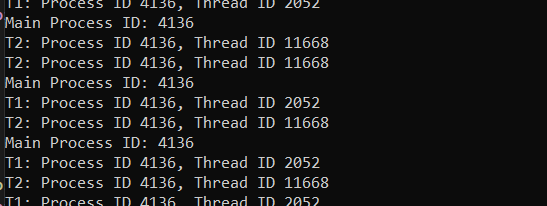 T1: Process ID 4136, Thread ID 2052
Main Process ID: 4136
T2: Process ID 4136, Thread ID 11668
T2: Process ID 4136, Thread ID 11668
Main Process ID: 4136
T1: Process ID 4136, Thread ID 2052
T2: Process ID 4136, Thread ID 11668
Main Process ID: 4136
T1: Process ID 4136, Thread ID 2052
T2: Process ID 4136, Thread ID 11668
T1: Process ID 4136, Thread ID 2052